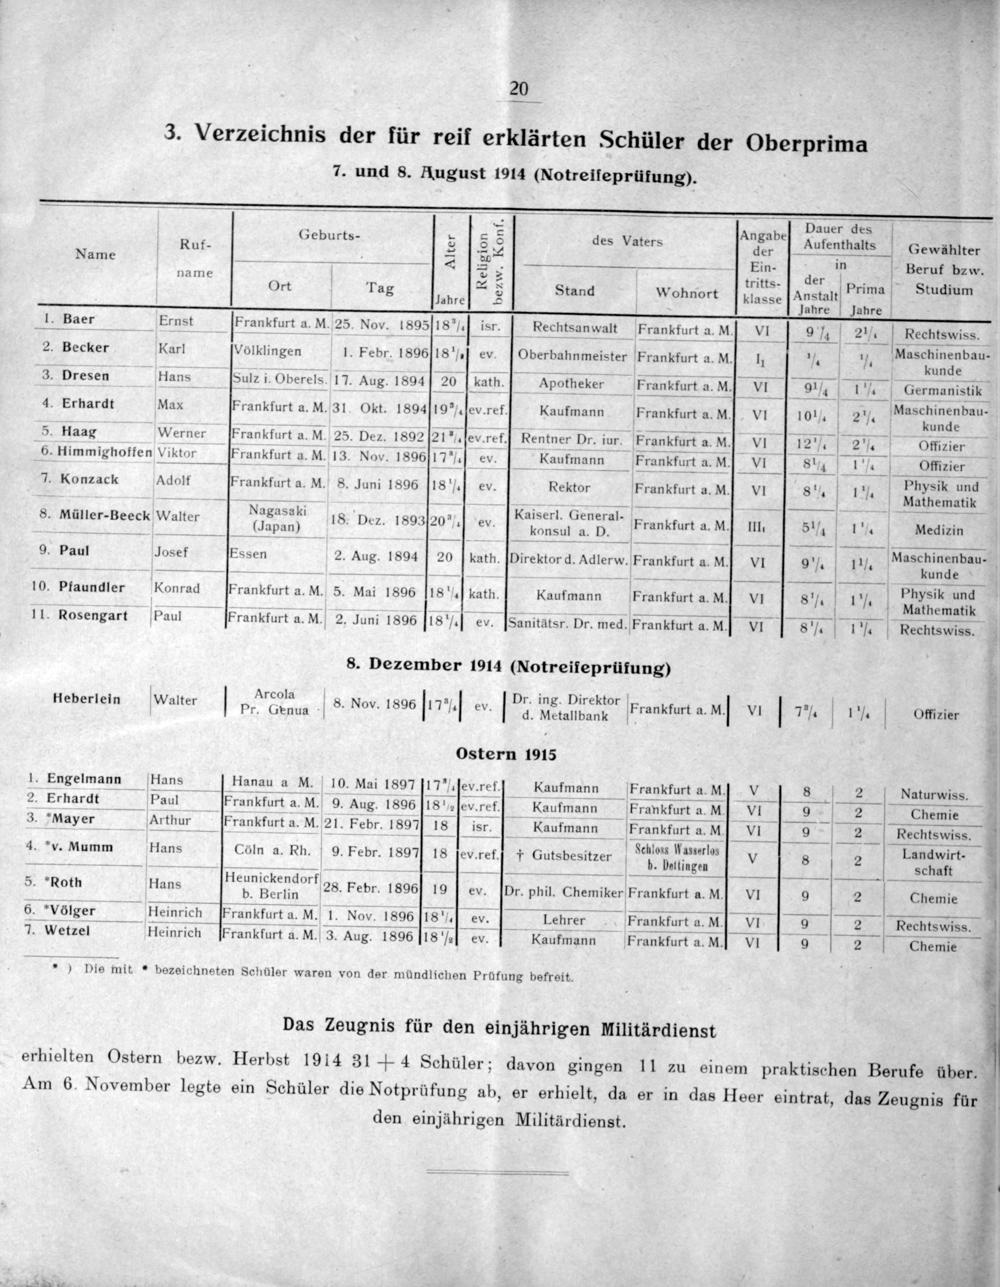 20
3. Verzeichnis der für reif erklärten Schüler der Oberprima
7. und 8. August 1914 (Notreifeprüfung).
Name Ruf-name Geburts- Ort Tag Alter Jahre Religion bezw. Konf. des Vaters Stand Wohnort Angabe der Ein-tritts-klasse Dauer des Aufenthalts in der Anstalt Jahre Prima Jahre Gewählter Beruf bzw. Studium
1. Baer Ernst Frankfurt a. M. 25. Nov. 1895 18³/₄ isr. Rechtsanwalt Frankfurt a. M. VI 9¹/₄ 2¹/₄ Rechtswiss.
2. Becker Karl Völklingen 1. Febr. 1896 18¹/₂ ev. Oberbahnmeister Frankfurt a. M. I₁ ¹/₄ ¹/₄ Maschinenbau-
kunde
3. Dresen Hans Sulz i. Oberels. 17. Aug. 1894 20 kath. Apotheker Frankfurt a. M. VI 9¹/₄ 1¹/₄ Germanistik
4. Erhardt Max Frankfurt a. M. 31. Okt. 1894 19³/₄ ev.ref. Kaufmann Frankfurt a. M. VI 10¹/₄ 2¹/₄ Maschinenbau-
kunde
5. Haag Werner Frankfurt a. M. 25. Dez. 1892 21³/₄ ev.ref. Rentner Dr. iur. Frankfurt a. M. VI 12¹/₄ 2¹/₄ Offizier
6. Himmighoffen Viktor Frankfurt a. M. 13. Nov. 1896 17³/₄ ev. Kaufmann Frankfurt a. M. VI 8¹/₄ 1¹/₄ Offizier
7. Konzack Adolf Frankfurt a. M. 8. Juni 1896 18¹/₄ ev. Rektor Frankfurt a. M. VI 8¹/₄ 1¹/₄ Physik und
Mathematik
8. Müller-Beeck Walter Nagasaki 18. Dez. 1893 20³/₄ ev. Kaiserl. General- Frankfurt a. M. III₁ 5¹/₄ 1¹/₄ Medizin
(Japan) konsul a. D.
9. Paul Josef Essen 2. Aug. 1894 20 kath. Direktor d. Adlerw. Frankfurt a. M. VI 9¹/₄ 1¹/₄ Maschinenbau-
kunde
10. Pfaundler Konrad Frankfurt a. M. 5. Mai 1896 18¹/₄ kath. Kaufmann Frankfurt a. M. VI 8¹/₄ 1¹/₄ Physik und
Mathematik
11. Rosengart Paul Frankfurt a. M. 2. Juni 1896 18¹/₄ ev. Sanitätsr. Dr. med. Frankfurt a. M. VI 8¹/₄ 1¹/₄ Rechtswiss.
8. Dezember 1914 (Notreifeprüfung)
Heberlein Walter Arcola 8. Nov. 1896 17³/₄ ev. Dr. ing. Direktor Frankfurt a. M. VI 7³/₄ 1¹/₄ Offizier
Pr. Genua d. Metallbank
Ostern 1915
1. Engelmann Hans Hanau a M. 10. Mai 1897 17³/₄ ev.ref. Kaufmann Frankfurt a. M. V 8 2 Naturwiss.
2. Erhardt Paul Frankfurt a. M. 9. Aug. 1896 18¹/₂ ev.ref. Kaufmann Frankfurt a. M. VI 9 2 Chemie
3. *Mayer Arthur Frankfurt a. M. 21. Febr. 1897 18 isr. Kaufmann Frankfurt a. M. VI 9 2 Rechtswiss.
4. *v. Mumm Hans Cöln a. Rh. 9. Febr. 1897 18 ev.ref. † Gutsbesitzer Schloss Wasserlos V 8 2 Landwirt-
b. Dettingen schaft
5. *Roth Hans Heunickendorf 28. Febr. 1896 19 ev. Dr. phil. Chemiker Frankfurt a. M. VI 9 2 Chemie
b. Berlin
6. *Völger Heinrich Frankfurt a. M. 1. Nov. 1896 18¹/₄ ev. Lehrer Frankfurt a. M. VI 9 2 Rechtswiss.
7. Wetzel Heinrich Frankfurt a. M. 3. Aug. 1896 18¹/₂ ev. Kaufmann Frankfurt a. M. VI 9 2 Chemie
* ) Die mit * bezeichneten Schüler waren von der mündlichen Prüfung befreit.
Das Zeugnis für den einjährigen Militärdienst
erhielten Ostern bezw. Herbst 1914 31 + 4 Schüler; davon gingen 11 zu einem praktischen Berufe über.
Am 6. November legte ein Schüler die Notprüfung ab, er erhielt, da er in das Heer eintrat, das Zeugnis für
den einjährigen Militärdienst.